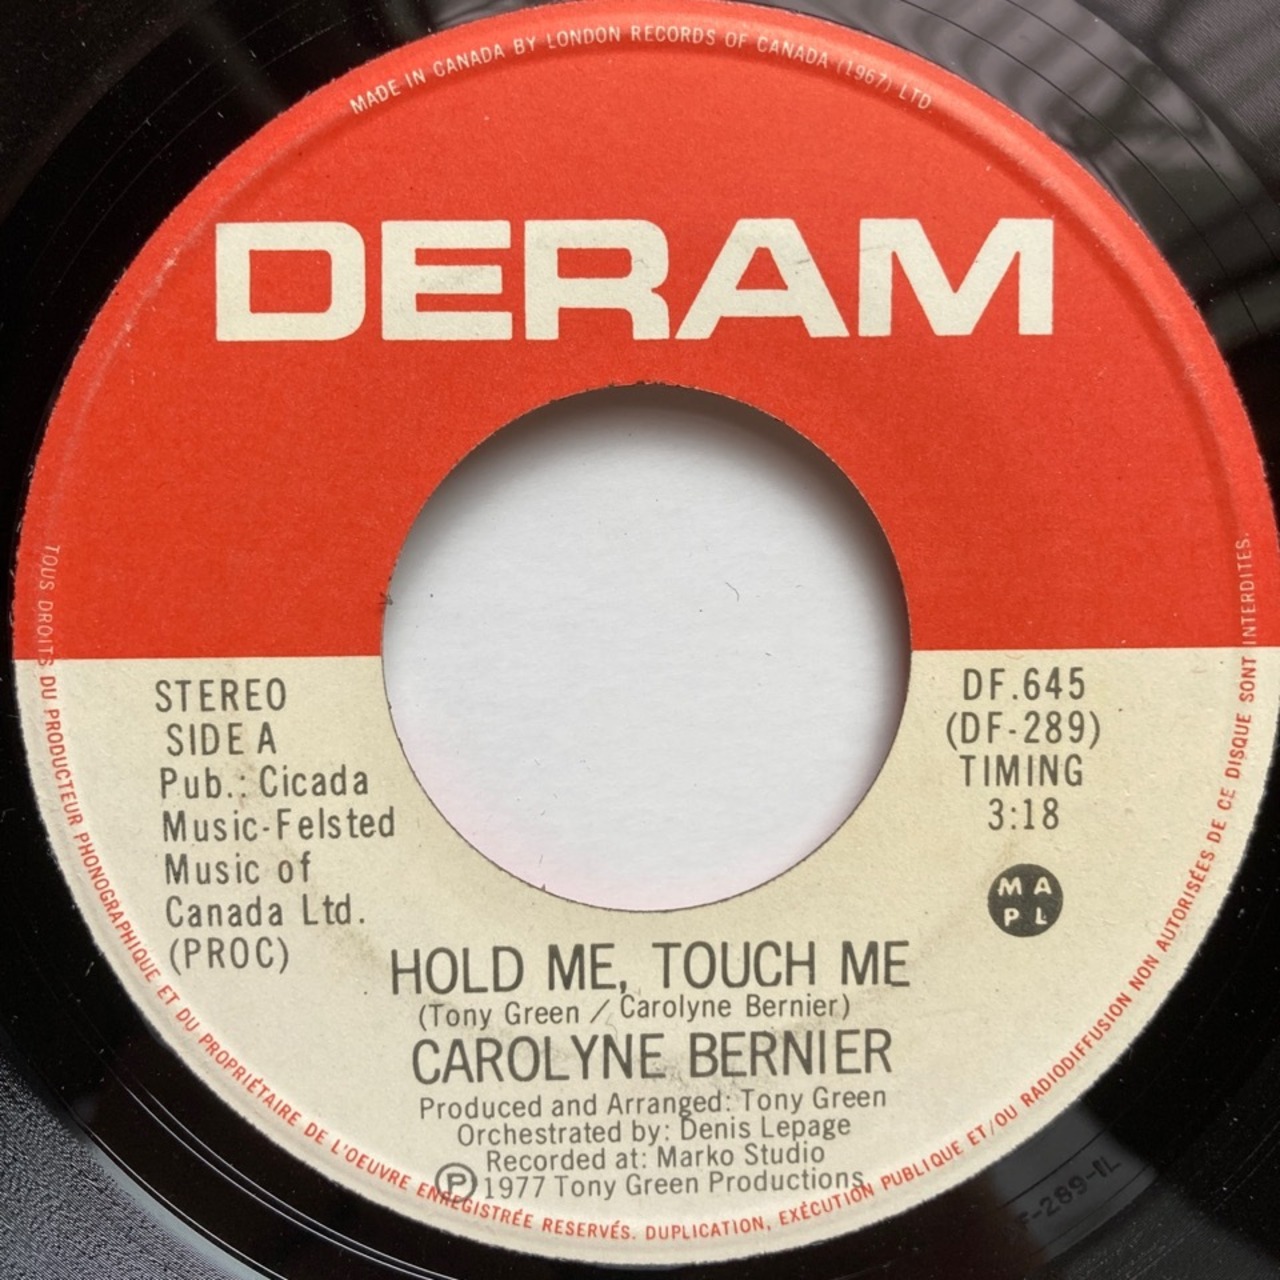 MADE IN CANADA BY LONDON RECORDS OF CANADA (1967) LTD
DERAM
STEREO
SIDE A
Pub.: Cicada
Music-Felsted
Music of
Canada Ltd.
(PROC)
DF.645
(DF-289)
TIMING
3:18
M A
P L
HOLD ME, TOUCH ME
(Tony Green / Carolyne Bernier)
CAROLYNE BERNIER
Produced and Arranged: Tony Green
Orchestrated by: Denis Lepage
Recorded at: Marko Studio
Ⓟ 1977 Tony Green Productions
TOUS DROITS DU PRODUCTEUR PHONOGRAPHIQUE ET DU PROPRIÉTAIRE DE L'OEUVRE ENREGISTRÉE RESERVÉS. DUPLICATION, EXÉCUTION PUBLIQUE ET/OU RADIODIFFUSION NON AUTORISÉES DE CE DISQUE SONT INTERDITES.